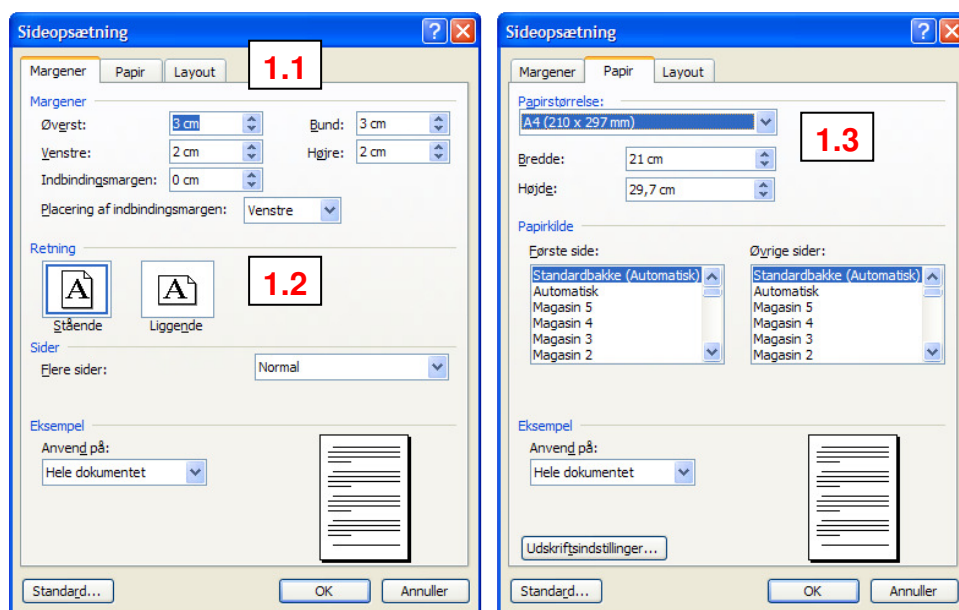 Sideopsætning
Margener Papir Layout
1.1
Margener
Øverst: 3 cm Bund: 3 cm
Venstre: 2 cm Højre: 2 cm
Indbindingsmargen: 0 cm
Placering af indbindingsmargen: Venstre
Retning
A A
1.2
Stående Liggende
Sider
Flere sider: Normal
Eksempel
Anvend på:
Hele dokumentet
Standard... OK Annuller
Sideopsætning
Margener Papir Layout
Papirstørrelse:
A4 (210 x 297 mm)
1.3
Bredde: 21 cm
Højde: 29,7 cm
Papirkilde
Første side: Øvrige sider:
Standardbakke (Automatisk) Standardbakke (Automatisk)
Automatisk Automatisk
Magasin 5 Magasin 5
Magasin 4 Magasin 4
Magasin 3 Magasin 3
Magasin 2 Magasin 2
Eksempel
Anvend på:
Hele dokumentet
Udskriftsindstillinger...
Standard... OK Annuller